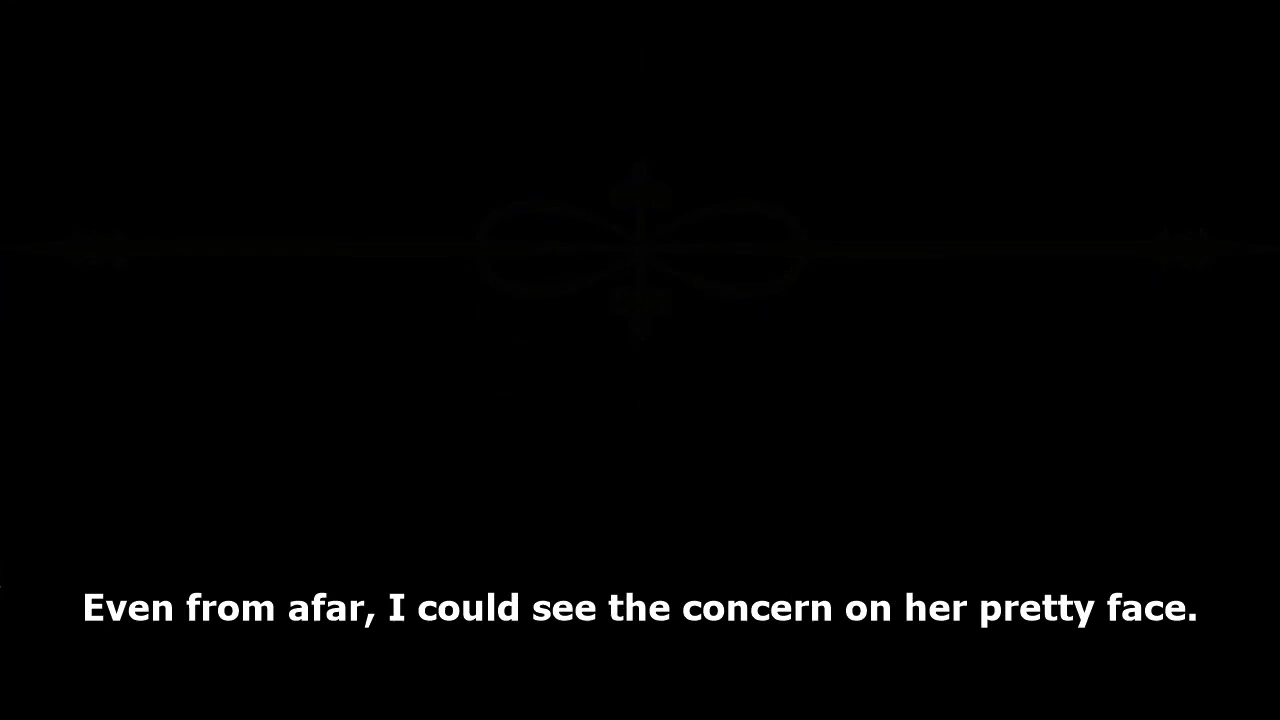 Even from afar, I could see the concern on her pretty face.